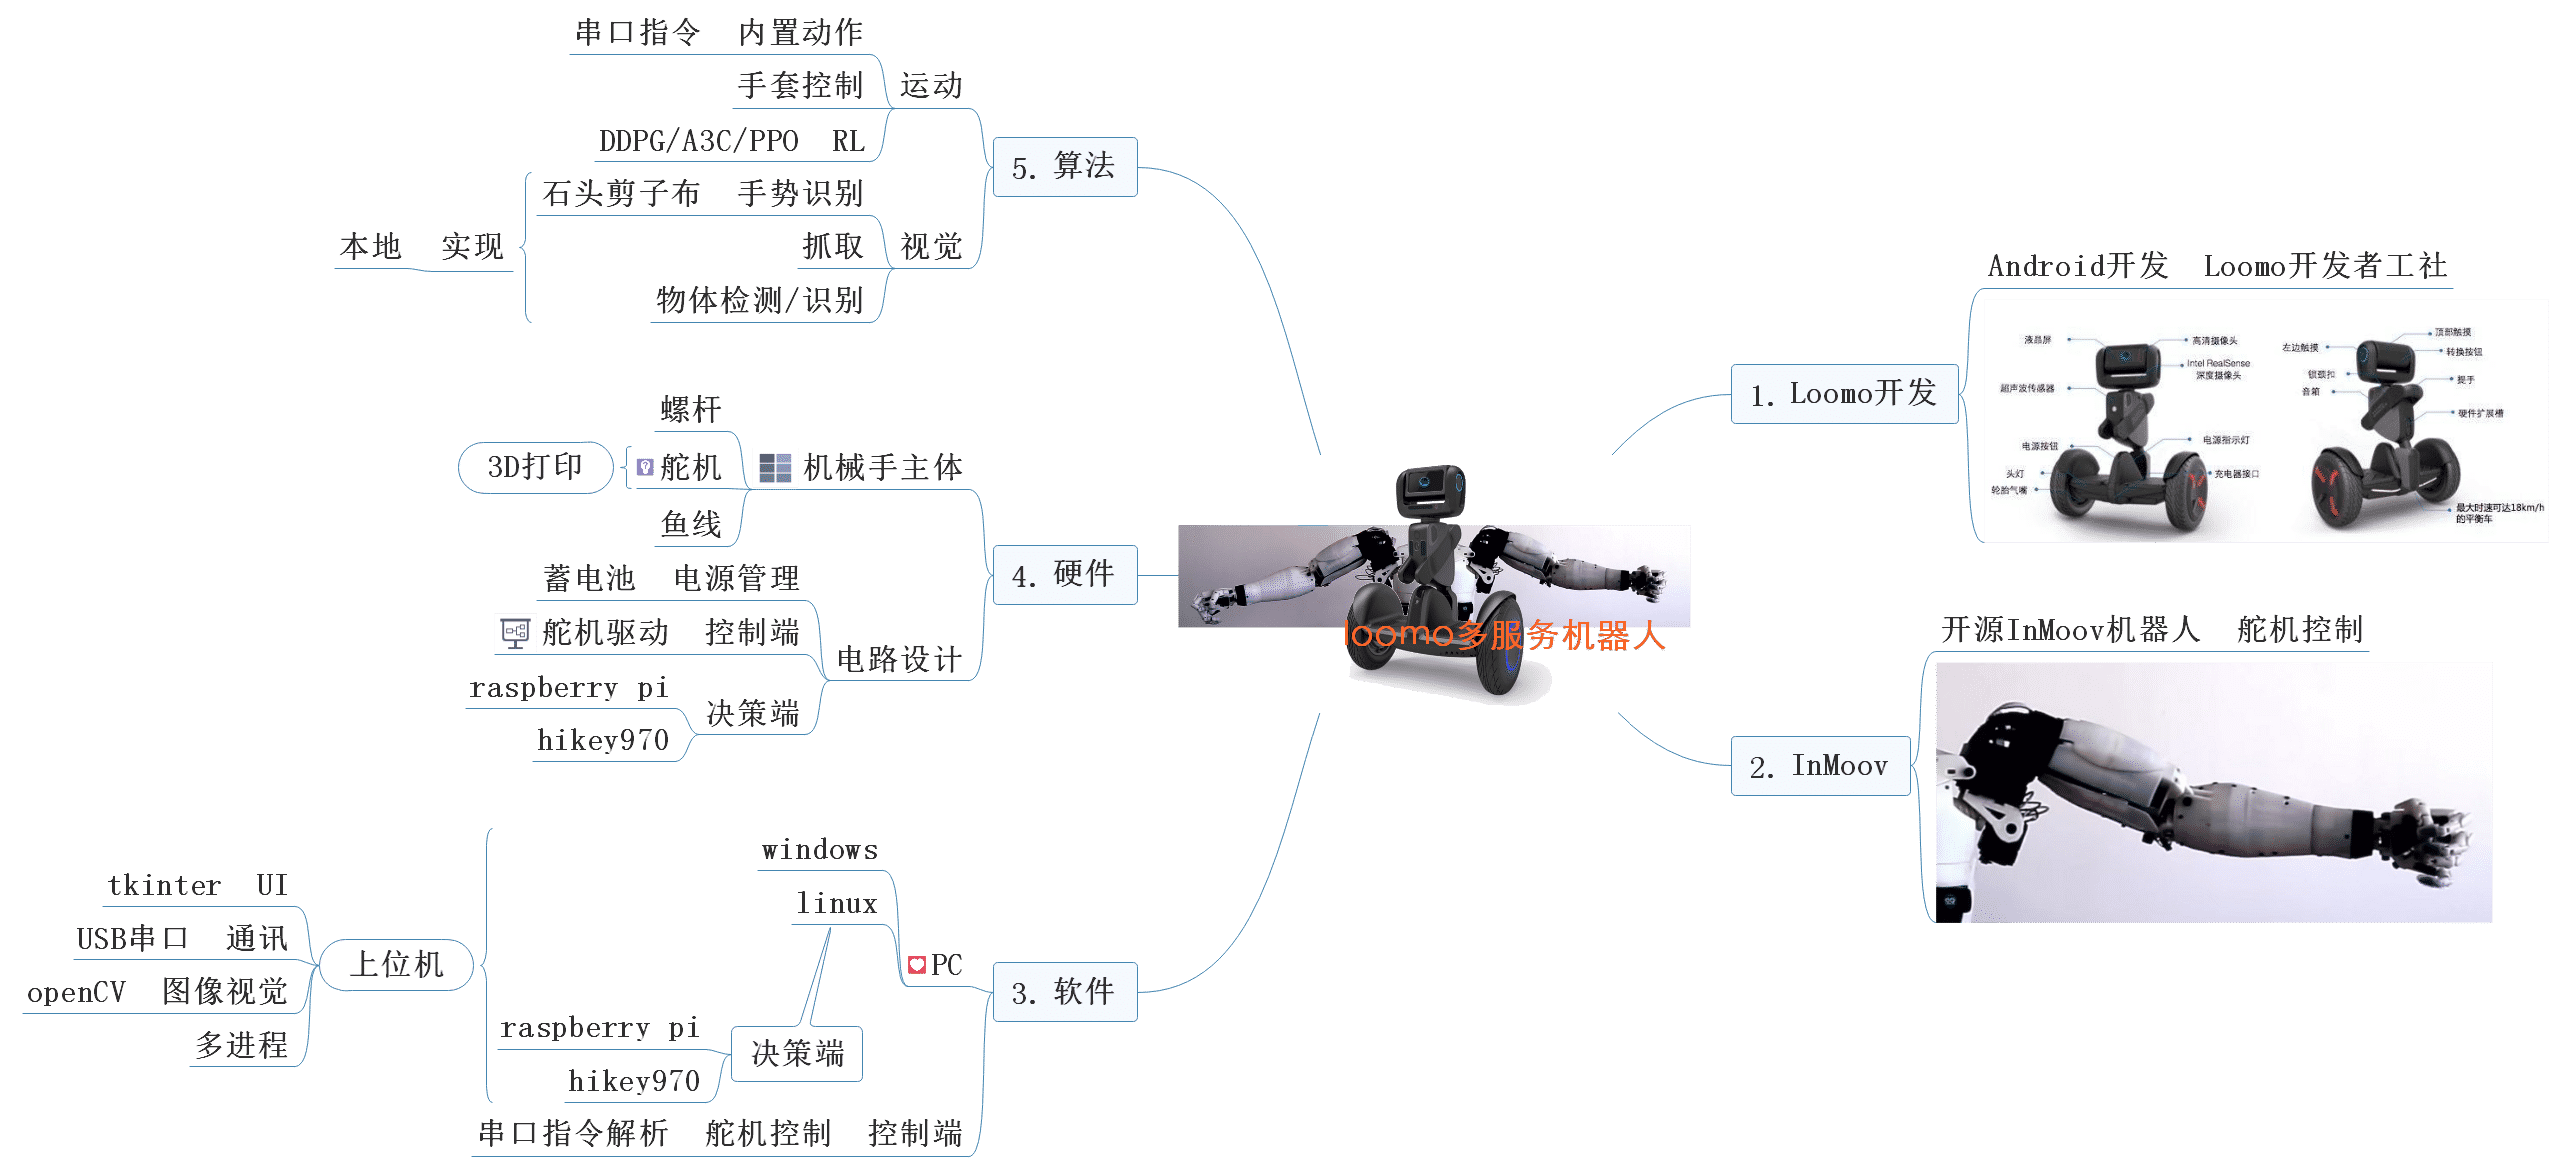 loomo多服务机器人
1. Loomo开发
Android开发 Loomo开发者工社
液晶屏
高清摄像头
Intel RealSense
深度摄像头
超声波传感器
电源按钮
电源指示灯
头灯
充电器接口
轮胎气嘴
顶部触摸
左边触摸
转换按钮
锁颈扣
提手
音箱
硬件扩展槽
最大时速可达18km/h
的平衡车
2. InMoov
开源InMoov机器人 舵机控制
3. 软件
PC
windows
linux
决策端
raspberry pi
hikey970
上位机
tkinter UI
USB串口 通讯
openCV 图像视觉
多进程
串口指令解析 舵机控制 控制端
4. 硬件
机械手主体
螺杆
舵机
鱼线
3D打印
电路设计
蓄电池 电源管理
舵机驱动 控制端
决策端
raspberry pi
hikey970
5. 算法
运动
串口指令 内置动作
手套控制
DDPG/A3C/PPO RL
视觉
石头剪子布 手势识别
抓取
物体检测/识别
本地 实现